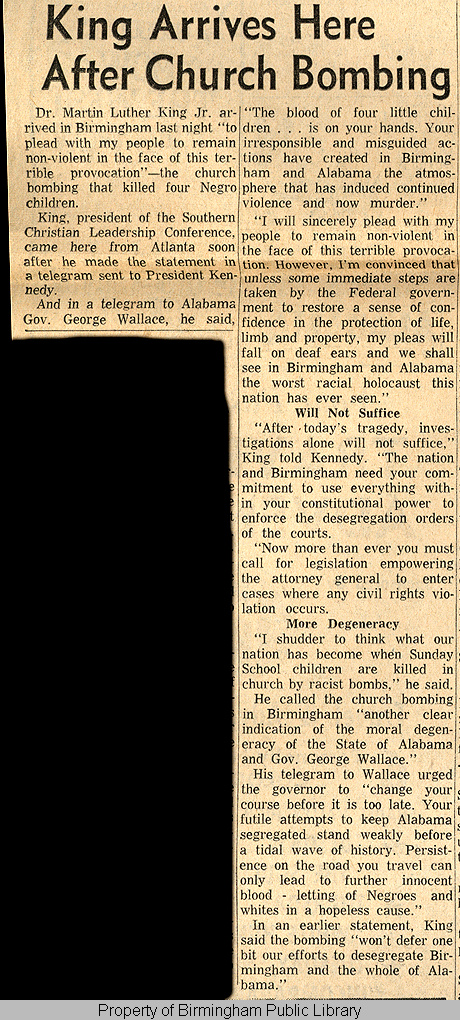 King Arrives Here
After Church Bombing
Dr. Martin Luther King Jr. ar-
rived in Birmingham last night “to
plead with my people to remain
non-violent in the face of this ter-
rible provocation”—the church
bombing that killed four Negro
children.
King, president of the Southern
Christian Leadership Conference,
came here from Atlanta soon
after he made the statement in
a telegram sent to President Ken-
nedy.
And in a telegram to Alabama
Gov. George Wallace, he said,
“The blood of four little chil-
dren . . . is on your hands. Your
irresponsible and misguided ac-
tions have created in Birming-
ham and Alabama the atmos-
phere that has induced continued
violence and now murder.”
“I will sincerely plead with my
people to remain non-violent in
the face of this terrible provoca-
tion. However, I'm convinced that
unless some immediate steps are
taken by the Federal govern-
ment to restore a sense of con-
fidence in the protection of life,
limb and property, my pleas will
fall on deaf ears and we shall
see in Birmingham and Alabama
the worst racial holocaust this
nation has ever seen.”
Will Not Suffice
“After today's tragedy, inves-
tigations alone will not suffice,”
King told Kennedy. “The nation
and Birmingham need your com-
mitment to use everything with-
in your constitutional power to
enforce the desegregation orders
of the courts.
“Now more than ever you must
call for legislation empowering
the attorney general to enter
cases where any civil rights vio-
lation occurs.
More Degeneracy
“I shudder to think what our
nation has become when Sunday
School children are killed in
church by racist bombs,” he said.
He called the church bombing
in Birmingham “another clear
indication of the moral degen-
eracy of the State of Alabama
and Gov. George Wallace.”
His telegram to Wallace urged
the governor to “change your
course before it is too late. Your
futile attempts to keep Alabama
segregated stand weakly before
a tidal wave of history. Persist-
ence on the road you travel can
only lead to further innocent
blood - letting of Negroes and
whites in a hopeless cause.”
In an earlier statement, King
said the bombing “won't defer one
bit our efforts to desegregate Bir-
mingham and the whole of Ala-
bama.”
Property of Birmingham Public Library